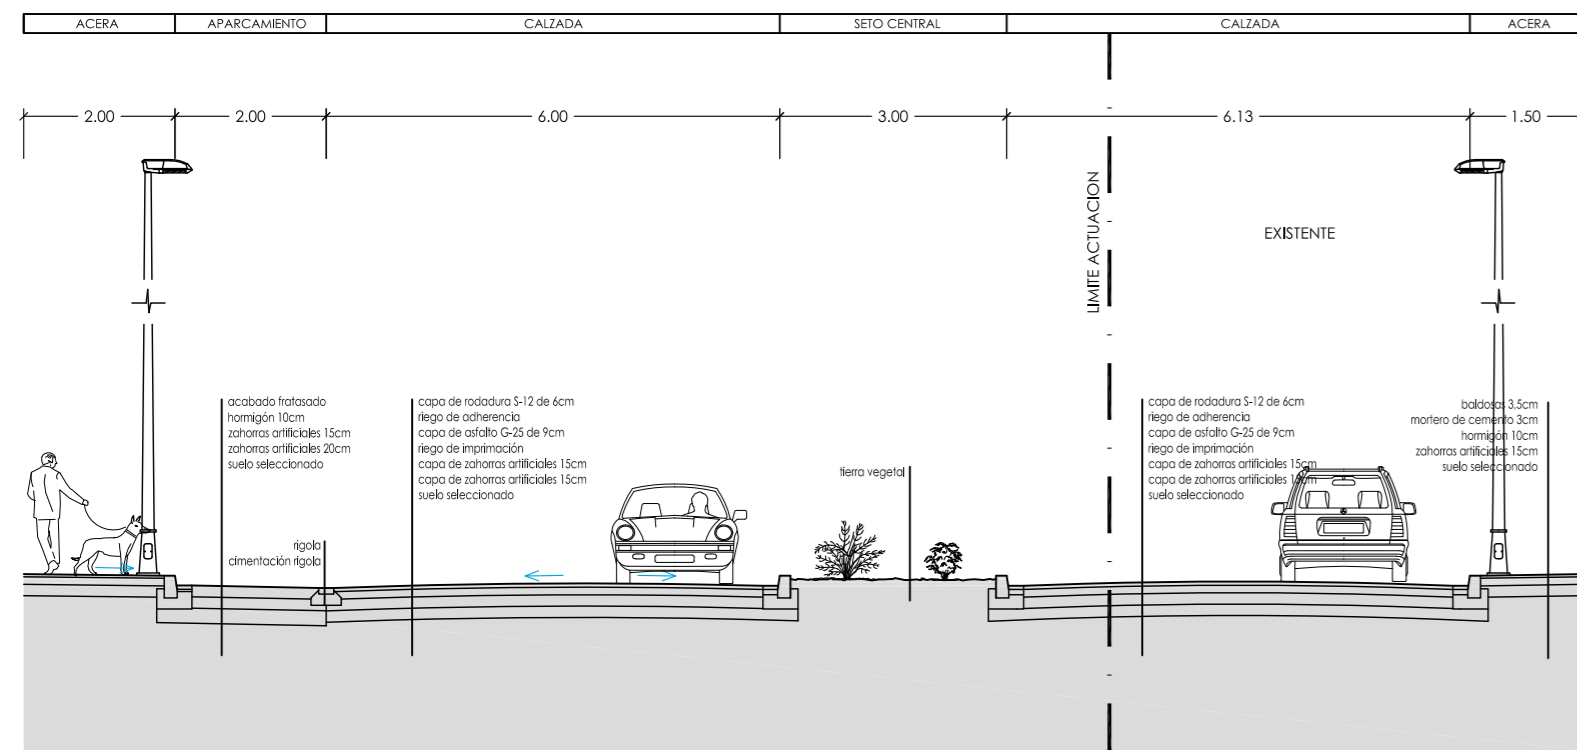 ACERA APARCAMIENTO CALZADA SETO CENTRAL CALZADA ACERA
2.00 2.00 6.00 3.00 6.13 1.50
LIMITE ACTUACION
EXISTENTE
acabado fratasado
hormigón 10cm
zahorras artificiales 15cm
zahorras artificiales 20cm
suelo seleccionado
rigola
cimentación rigola
capa de rodadura S-12 de 6cm
riego de adherencia
capa de asfalto G-25 de 9cm
riego de imprimación
capa de zahorras artificiales 15cm
capa de zahorras artificiales 15cm
suelo seleccionado
tierra vegetal
capa de rodadura S-12 de 6cm
riego de adherencia
capa de asfalto G-25 de 9cm
riego de imprimación
capa de zahorras artificiales 15cm
capa de zahorras artificiales 15cm
suelo seleccionado
baldosas 3,5cm
mortero de cemento 3cm
hormigón 10cm
zahorras artificiales 15cm
suelo seleccionado